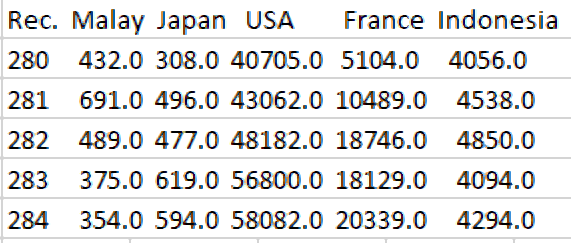 Rec. Malay Japan USA France Indonesia
280 432.0 308.0 40705.0 5104.0 4056.0
281 691.0 496.0 43062.0 10489.0 4538.0
282 489.0 477.0 48182.0 18746.0 4850.0
283 375.0 619.0 56800.0 18129.0 4094.0
284 354.0 594.0 58082.0 20339.0 4294.0